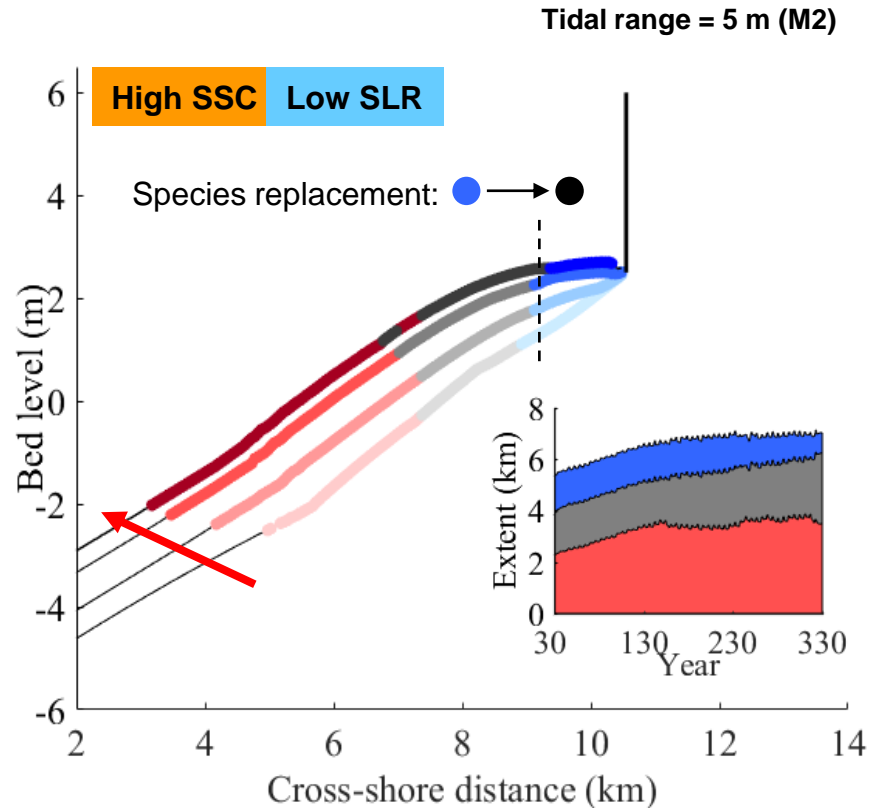 Tidal range = 5 m (M2)
High SSC Low SLR
Species replacement:
Bed level (m)
6
4
2
0
-2
-4
-6
2 4 6 8 10 12 14
Cross-shore distance (km)
Extent (km)
8
6
4
2
0
30 130 230 330
Year